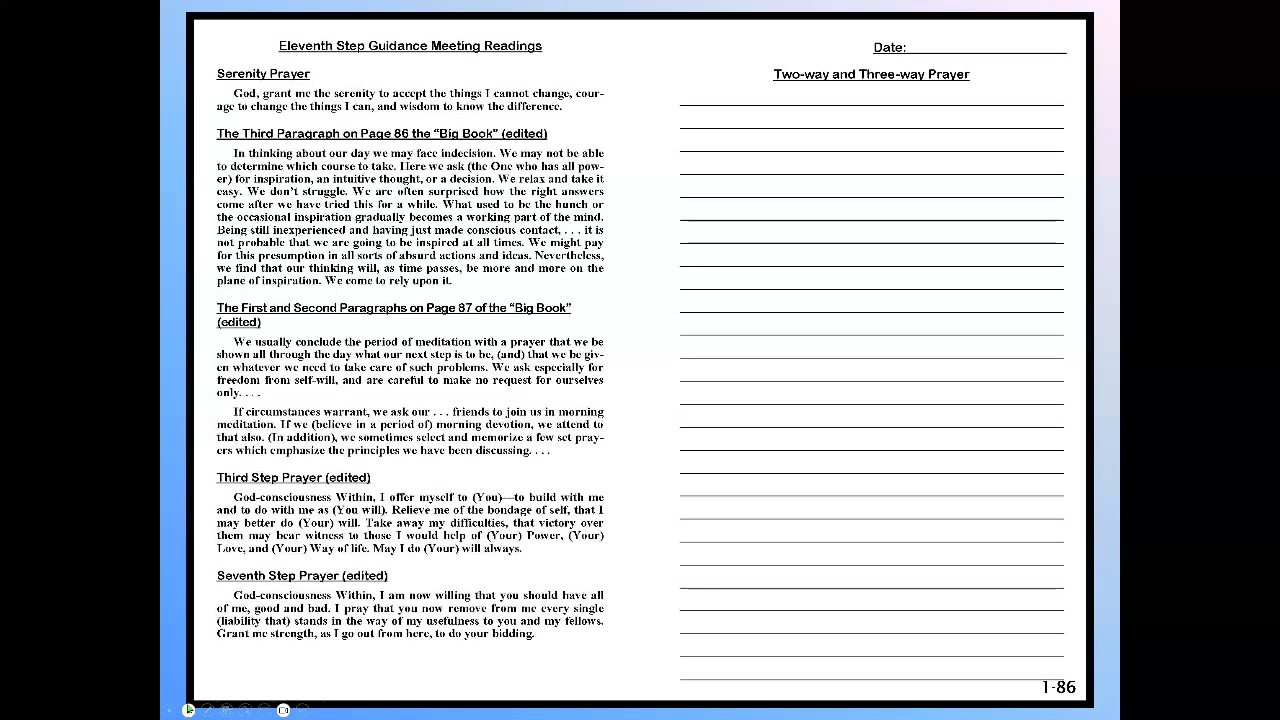 Eleventh Step Guidance Meeting Readings
Serenity Prayer
God, grant me the serenity to accept the things I cannot change, cour-
age to change the things I can, and wisdom to know the difference.
The Third Paragraph on Page 86 the “Big Book” (edited)
In thinking about our day we may face indecision. We may not be able
to determine which course to take. Here we ask (the One who has all pow-
er) for inspiration, an intuitive thought, or a decision. We relax and take it
easy. We don’t struggle. We are often surprised how the right answers
come after we have tried this for a while. What used to be the hunch or
the occasional inspiration gradually becomes a working part of the mind.
Being still inexperienced and having just made conscious contact, . . . it is
not probable that we are going to be inspired at all times. We might pay
for this presumption in all sorts of absurd actions and ideas. Nevertheless,
we find that our thinking will, as time passes, be more and more on the
plane of inspiration. We come to rely upon it.
The First and Second Paragraphs on Page 87 of the “Big Book”
(edited)
We usually conclude the period of meditation with a prayer that we be
shown all through the day what our next step is to be, (and) that we be giv-
en whatever we need to take care of such problems. We ask especially for
freedom from self-will, and are careful to make no request for ourselves
only. . . .
If circumstances warrant, we ask our . . . friends to join us in morning
meditation. If we (believe in a period of) morning devotion, we attend to
that also. (In addition), we sometimes select and memorize a few set pray-
ers which emphasize the principles we have been discussing. . . .
Third Step Prayer (edited)
God-consciousness Within, I offer myself to (You)—to build with me
and to do with me as (You will). Relieve me of the bondage of self, that I
may better do (Your) will. Take away my difficulties, that victory over
them may bear witness to those I would help of (Your) Power, (Your)
Love, and (Your) Way of life. May I do (Your) will always.
Seventh Step Prayer (edited)
God-consciousness Within, I am now willing that you should have all
of me, good and bad. I pray that you now remove from me every single
(liability that) stands in the way of my usefulness to you and my fellows.
Grant me strength, as I go out from here, to do your bidding.
Date:
Two-way and Three-way Prayer
1-86